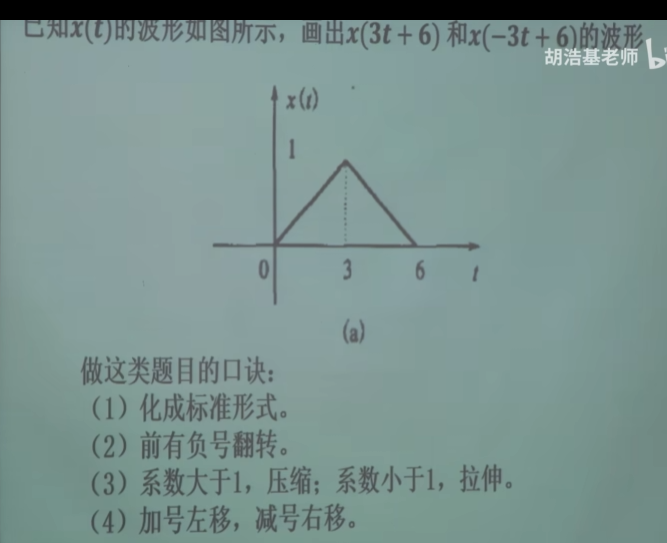 已知x(t)的波形如图所示，画出x(3t+6)和x(−3t+6)的波形
胡浩基老师
x(t)
1
0 3 6 t
(a)
做这类题目的口诀：
（1）化成标准形式。
（2）前有负号翻转。
（3）系数大于1，压缩；系数小于1，拉伸。
（4）加号左移，减号右移。